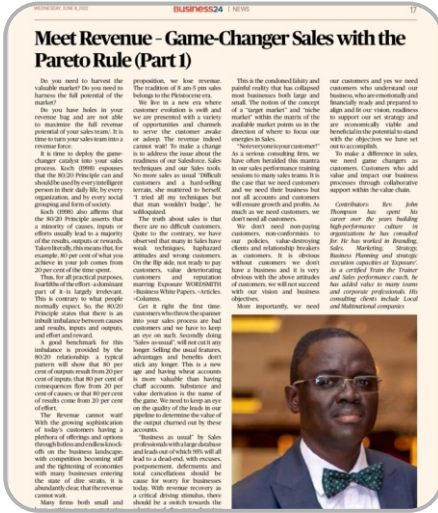 WEDNESDAY, JUNE 9, 2021
BUSINESS24 | NEWS
17
Meet Revenue - Game-Changer Sales with the
Pareto Rule (Part 1)
Do you need to harvest the
valuable market? Do you need to
harness the full potential of the
market?
Do you have holes in your
revenue bag and are not able
to maximize the full revenue
potential of your sales team'. It is
time to turn your sales team into a
revenue force.
It is time to deploy the game-
changer catalyst into your sales
process. Koch (1998) exposes
that the 80/20 Principle can and
should be used by every intelligent
person in their daily life, by every
organization, and by every social
grouping and form of society.
Koch (1998) also affirms that
the 80/20 Principle asserts that
a minority of causes, inputs or
efforts usually lead to a majority
of the results, outputs or rewards.
Taken literally, this means that, for
example, 80 per cent of what you
achieve in your job comes from
20 per cent of the time spent.
Thus, for all practical purposes,
four fifths of the effort - a dominant
part of it is largely irrelevant.
This is contrary to what people
normally expect. So, the 80/20
Principle states that there is an
inbuilt imbalance between causes
and results, inputs and outputs,
and effort and reward.
A good benchmark for this
imbalance is provided by the
80/20 relationship: a typical
pattern will show that 80 per
cent of outputs result from 20 per
cent of inputs; that 80 per cent of
consequences flow from 20 per
cent of causes; or that 80 per cent
of results come from 20 per cent
of effort.
The Revenue cannot wait!
With the growing sophistication
of today's customers having a
plethora of offerings and options
through listless and endless knock-
offs on the business landscape;
with competition becoming stiff
and the tightening of economies
with many businesses entering
the state of dire straits, it is
abundantly clear, that the revenue
cannot wait.
Many firms both small and
proposition, we lose revenue.
The tradition of 8 am-5 pm sales
belongs to the Pleistocene era.
We live in a new era where
customer evolution is swift and
we are presented with a variety
of opportunities and channels
to serve the customer awake
or asleep. The revenue indeed
cannot wait! To make a change
is to address the issue about the
readiness of our Salesforce, Sales
techniques and our Sales tools.
No more sales as usual "Difficult
customers and a hard-selling
terrain, she muttered to herself.
"I tried all my techniques but
that man wouldn't budge", he
soliloquized.
The truth about sales is that
there are no difficult customers.
Quite to the contrary, we have
observed that many in sales have
weak techniques, haphazard
attitudes and wrong customers.
On the flip side, not ready to pay
customers, value deteriorating
customers and reputation
marring Exposure WORDSMITH
-Business White Papers. -Articles.
-Columns.
Get it right the first time.
customers who throw the spanner
into your sales process are bad
customers and we have to keep
an eye on such. Secondly doing
"Sales -as-usual", will not cut it any
longer. Selling the usual features,
advantages and benefits don't
stick any longer. This is a new
age and having wheat accounts
is more valuable than having
chaff accounts. Substance and
value derivation is the name of
the game. We need to keep an eye
on the quality of the leads in our
pipeline to determine the value of
the output churned out by these
accounts.
"Business as usual" by Sales
professionals with a large database
and leads out of which 98% will all
end to a dead-end, with excuses,
postponement, deferments and
total cancellations should be
cause for worry for businesses
today. With revenue recovery as
a critical driving stimulus, there
should be a switch towards the
This is the condensed falsity and
painful reality that has collapsed
most businesses both large and
small. The notion of the concept
of a "target market" and "niche
market" within the matrix of the
available market points us in the
direction of where to focus our
energies in Sales.
"Not everyone is your customer"
As a serious consulting firm, we
have often heralded this mantra
in our sales performance training
sessions to many sales teams. It is
the case that we need customers
and we need their business but
not all accounts and customers
will ensure growth and profits. As
much as we need customers, we
don't need all customers.
We don't need non-paying
customers, non-conformists to
our policies, value-destroying
clients and relationship breakers
as customers. It is obvious
without customers we don't
have a business and it is very
obvious with the above attitudes
of customers, we will not succeed
with our vision and business
objectives.
More importantly, we need
our customers and yes we need
customers who understand our
business, who are emotionally and
financially ready and prepared to
align and fit our vision, readiness
to support our set strategy and
are economically viable and
beneficial in the potential to stand
with the objectives we have set
out to accomplish.
To make a difference in sales,
we need game changers as
customers. Customers who add
value and impact our business
processes through collaborative
support within the value chain.
Contributor: Rev. John
Thompson has spent his
career over the years building
high-performance culture in
organizations he has consulted
for. He has worked in Branding,
Sales, Marketing, Strategy,
Business Planning and strategic
execution capacities at 'Exposure'.
As a certified Train the Trainer
and Sales performance coach, he
has added value to many teams
and corporate professionals. His
consulting clients include Local
and Multinational companies